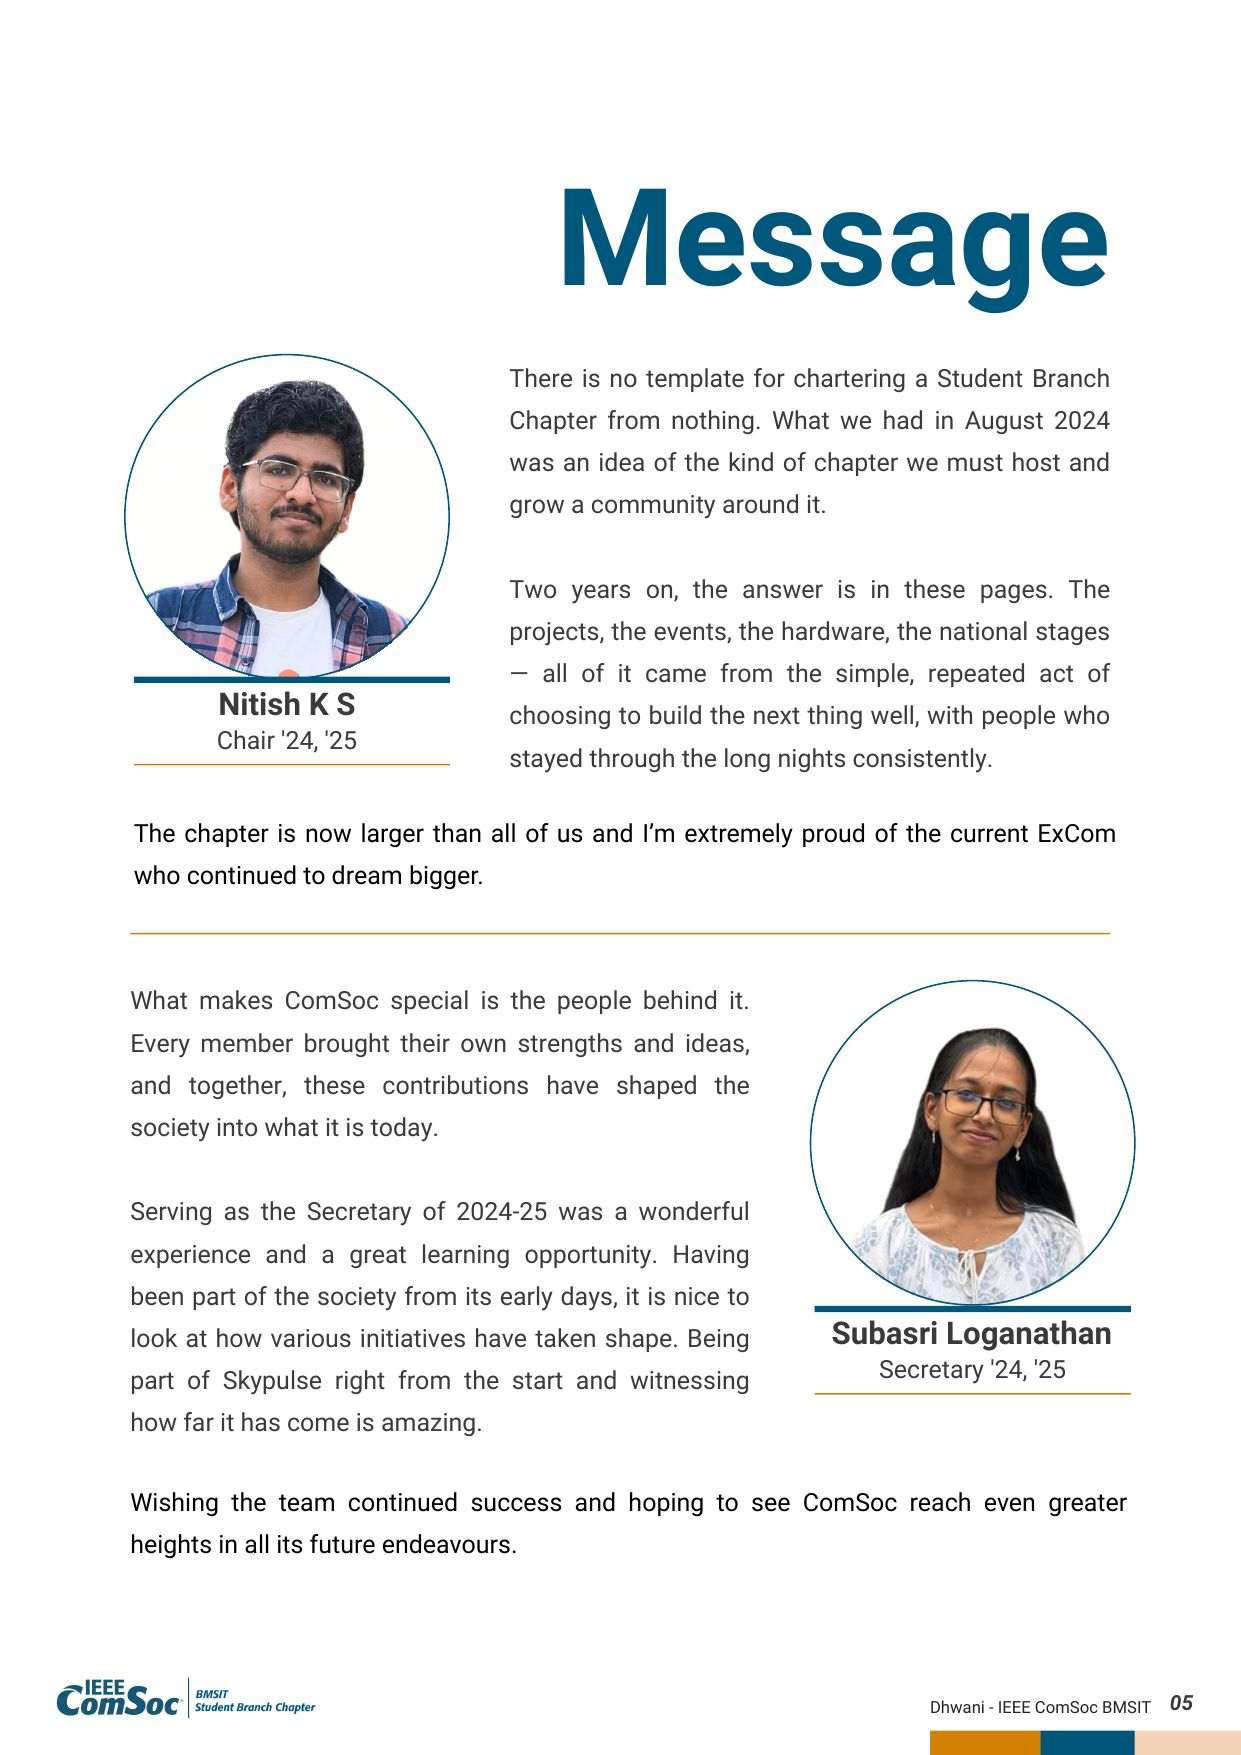 Message
There is no template for chartering a Student Branch
Chapter from nothing. What we had in August 2024
was an idea of the kind of chapter we must host and
grow a community around it.
Two years on, the answer is in these pages. The
projects, the events, the hardware, the national stages
— all of it came from the simple, repeated act of
choosing to build the next thing well, with people who
stayed through the long nights consistently.
Nitish K S
Chair '24, '25
The chapter is now larger than all of us and I’m extremely proud of the current ExCom
who continued to dream bigger.
What makes ComSoc special is the people behind it.
Every member brought their own strengths and ideas,
and together, these contributions have shaped the
society into what it is today.
Serving as the Secretary of 2024-25 was a wonderful
experience and a great learning opportunity. Having
been part of the society from its early days, it is nice to
look at how various initiatives have taken shape. Being
part of Skypulse right from the start and witnessing
how far it has come is amazing.
Subasri Loganathan
Secretary '24, '25
Wishing the team continued success and hoping to see ComSoc reach even greater
heights in all its future endeavours.
IEEE
ComSoc
BMSIT
Student Branch Chapter
Dhwani - IEEE ComSoc BMSIT 05